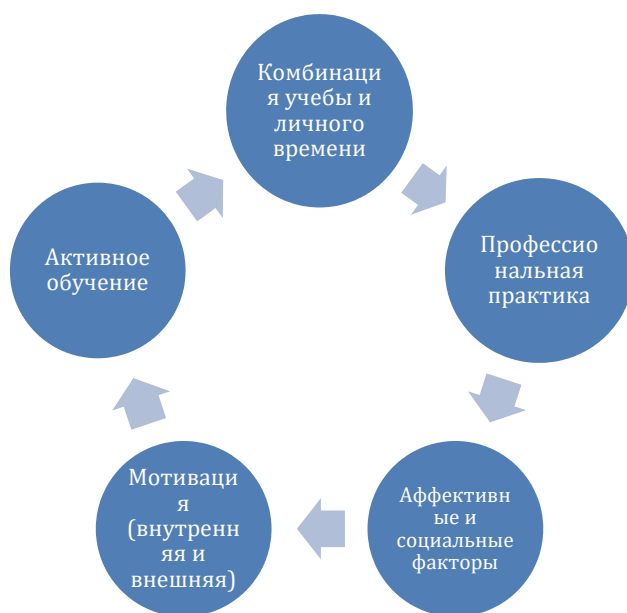 Комбинаци
я учебы и
личного
времени
Профессио
нальная
практика
Аффективн
ые и
социальные
факторы
Мотиваци
я
(внутренн
яя и
внешняя)
Активное
обучение